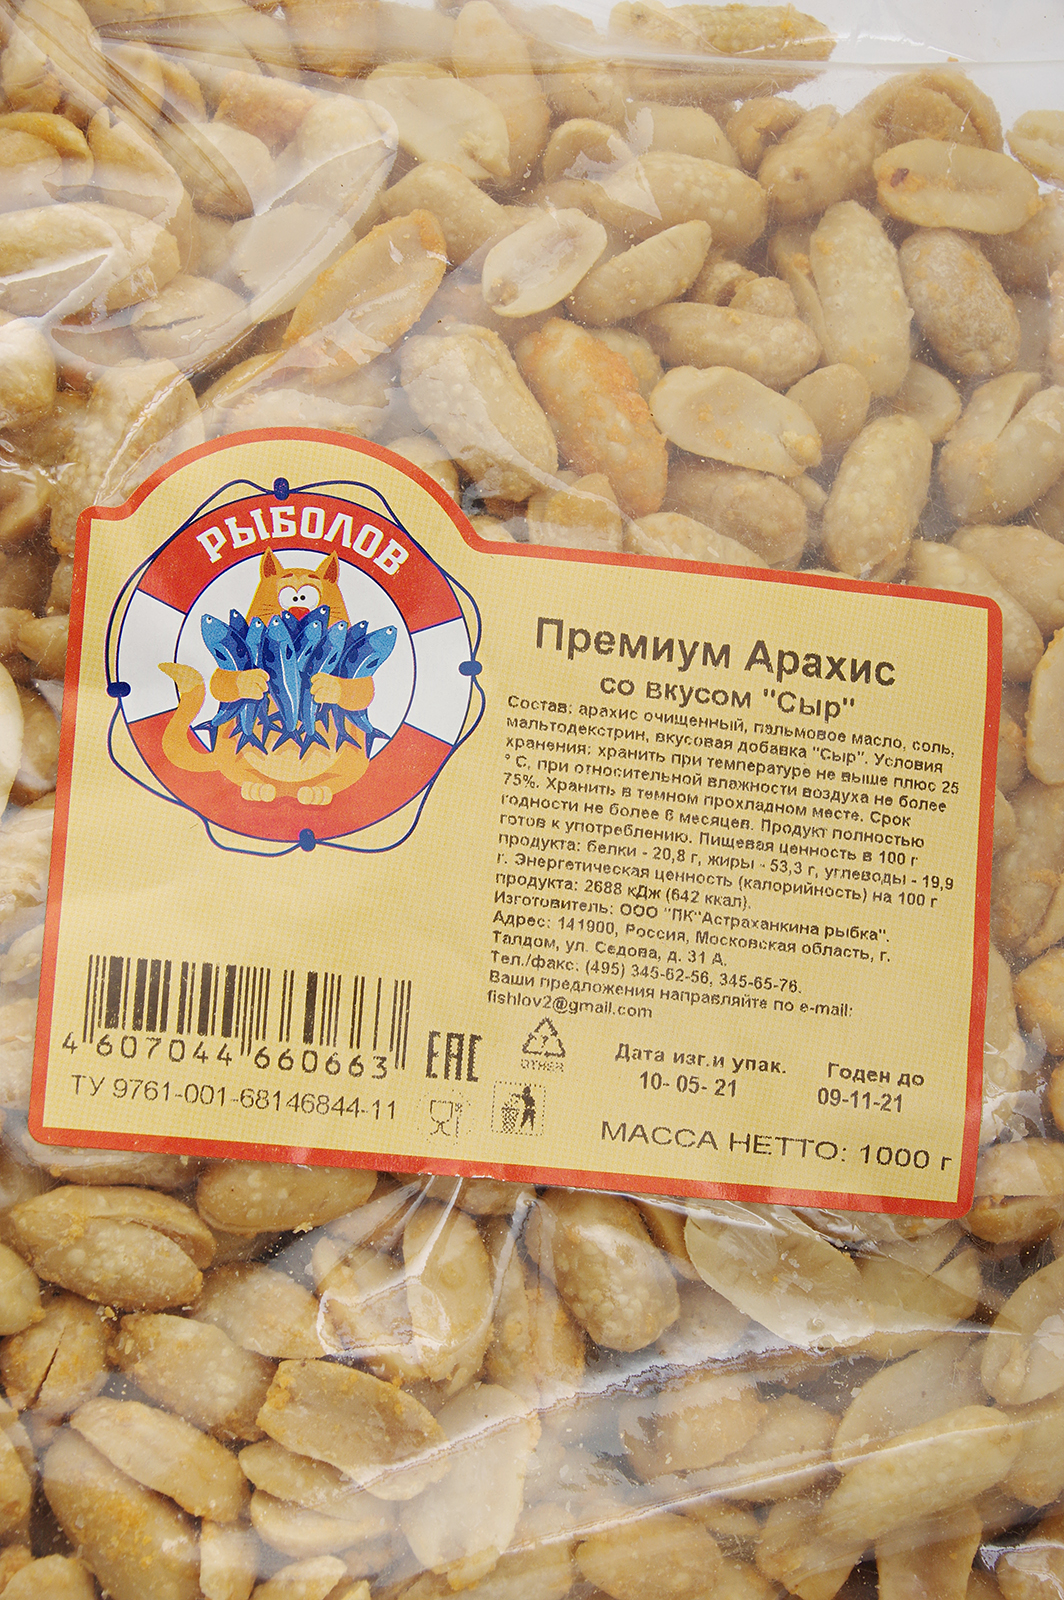 РЫБОЛОВ
Премиум Арахис
со вкусом "Сыр"
Состав: арахис очищенный, пальмовое масло, соль,
мальтодекстрин, вкусовая добавка "Сыр". Условия
хранения: хранить при температуре не выше плюс 25
° С, при относительной влажности воздуха не более
75%. Хранить в темном прохладном месте. Срок
годности не более 6 месяцев. Продукт полностью
готов к употреблению. Пищевая ценность в 100 г
продукта: белки - 20,8 г, жиры - 53,3 г, углеводы - 19,9
г. Энергетическая ценность (калорийность) на 100 г
продукта: 2688 кДж (642 ккал).
Изготовитель: ООО "ПК"Астраханкина рыбка".
Адрес: 141900, Россия, Московская область, г.
Талдом, ул. Седова, д. 31 А.
Тел./факс: (495) 345-62-56, 345-65-76.
Ваши предложения направляйте по e-mail:
fishlov2@gmail.com
4 607044 660663
ТУ 9761-001-68146844-11
EAC
7
OTHER
Дата изг.и упак.
10- 05- 21
Годен до
09-11-21
МАССА НЕТТО: 1000 г